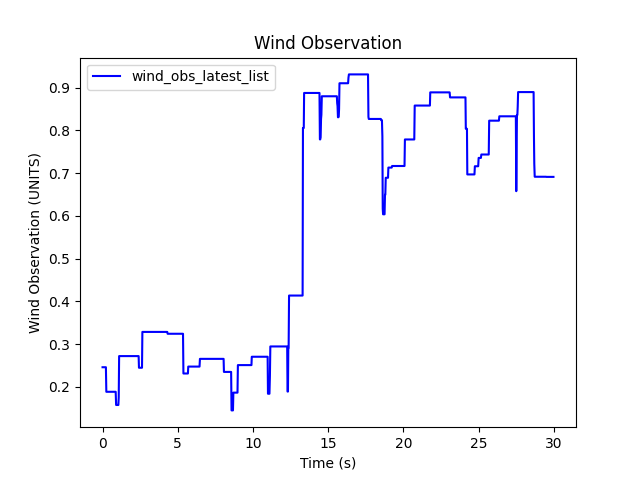 Wind Observation
wind_obs_latest_list
Wind Observation (UNITS)
0.9
0.8
0.7
0.6
0.5
0.4
0.3
0.2
0 5 10 15 20 25 30
Time (s)